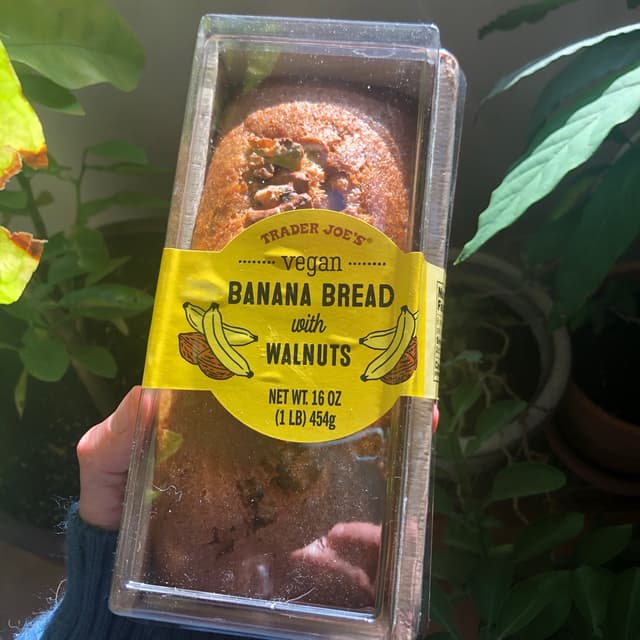 TRADER JOE'S®
vegan
BANANA BREAD
with
WALNUTS
NET WT. 16 OZ
(1 LB) 454g